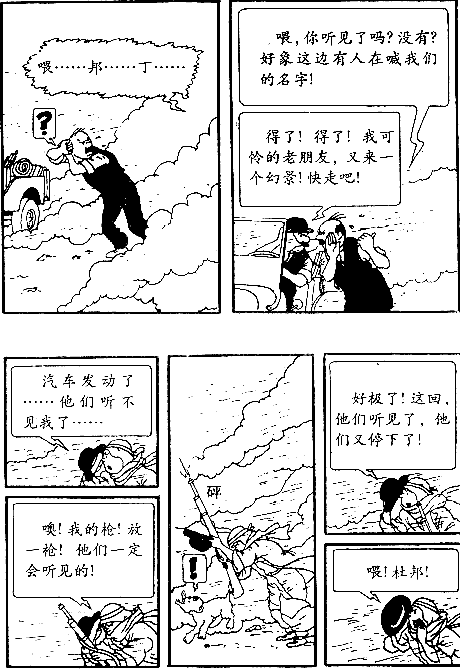 喂……邦……丁……
?
喂,你听见了吗?没有?
好象这边有人在喊我们
的名字!
得了!得了!我可
怜的老朋友,又来一
个幻景!快走吧!
汽车发动了
……他们听不
见我了……
噢!我的枪!放
一枪!他们一定
会听见的!
砰
!
好极了!这回,
他们听见了,他
们又停下了!
喂!杜邦!